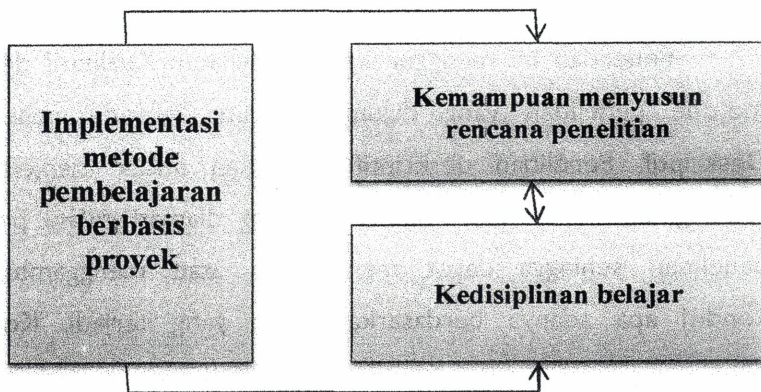 Implementasi
metode
pembelajaran
berbasis
proyek
Kemampuan menyusun
rencana penelitian
Kedisiplinan belajar